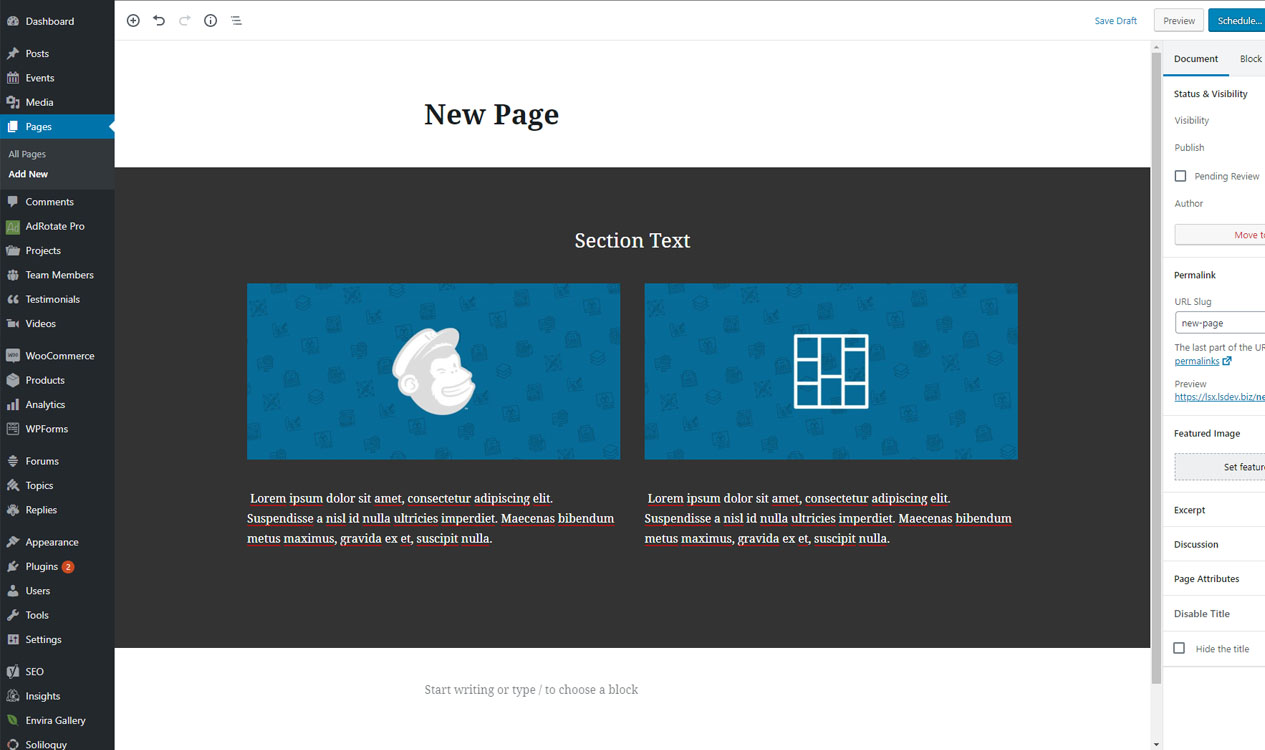 Dashboard
Posts
Events
Media
Pages
All Pages
Add New
Comments
AdRotate Pro
Projects
Team Members
Testimonials
Videos
WooCommerce
Products
Analytics
WPForms
Forums
Topics
Replies
Appearance
Plugins 2
Users
Tools
Settings
SEO
Insights
Envira Gallery
Soliloquy
Save Draft
Preview
Schedule...
New Page
Section Text
Lorem ipsum dolor sit amet, consectetur adipiscing elit.
Suspendisse a nisl id nulla ultricies imperdiet. Maecenas bibendum
metus maximus, gravida ex et, suscipit nulla.
Lorem ipsum dolor sit amet, consectetur adipiscing elit.
Suspendisse a nisl id nulla ultricies imperdiet. Maecenas bibendum
metus maximus, gravida ex et, suscipit nulla.
Start writing or type / to choose a block
Document
Block
Status & Visibility
Visibility
Publish
Pending Review
Author
Move to
Permalink
URL Slug
new-page
The last part of the UR
permalinks
Preview
https://lsx.lsdev.biz/ne
Featured Image
Set featur
Excerpt
Discussion
Page Attributes
Disable Title
Hide the title